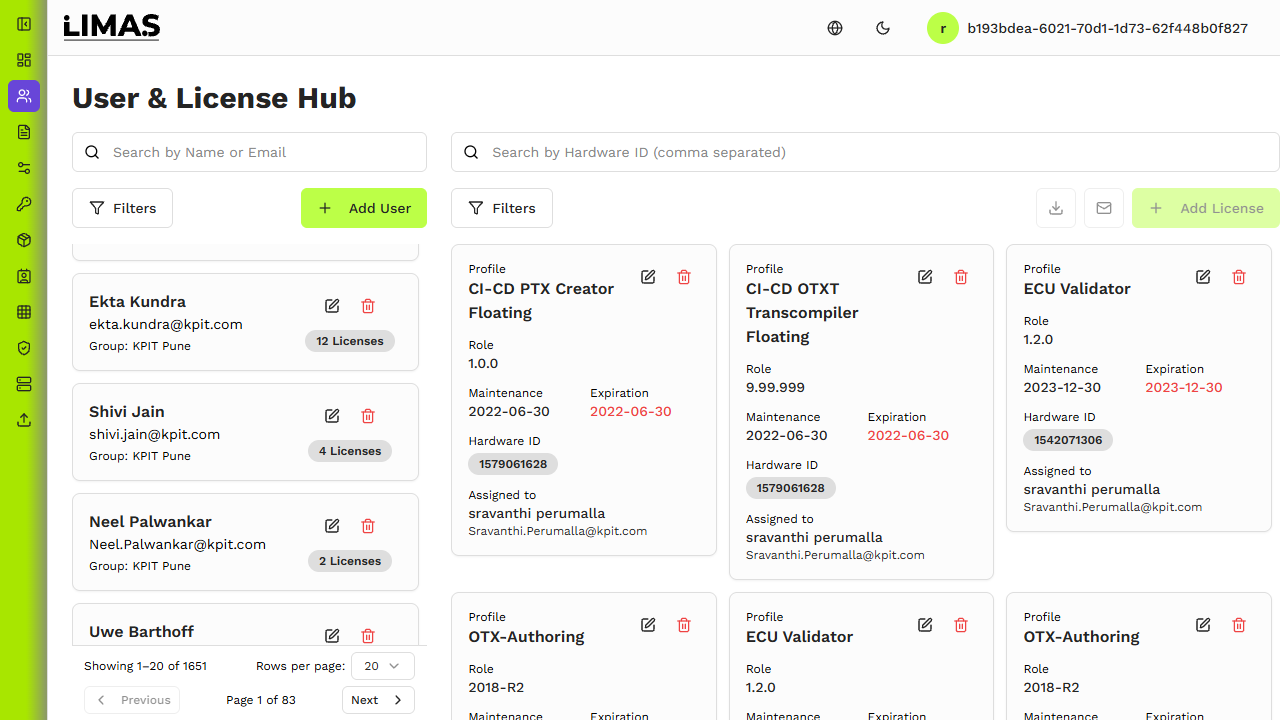 LIMAS
r
b193bdea-6021-70d1-1d73-62f448b0f827
User & License Hub
Search by Name or Email
Search by Hardware ID (comma separated)
Filters
Add User
Filters
Add License
Ekta Kundra
ekta.kundra@kpit.com
Group: KPIT Pune
12 Licenses
Shivi Jain
shivi.jain@kpit.com
Group: KPIT Pune
4 Licenses
Neel Palwankar
Neel.Palwankar@kpit.com
Group: KPIT Pune
2 Licenses
Uwe Barthoff
Showing 1–20 of 1651
Rows per page:
20
Previous
Page 1 of 83
Next
Profile
CI-CD PTX Creator
Floating
Role
1.0.0
Maintenance
Expiration
2022-06-30
2022-06-30
Hardware ID
1579061628
Assigned to
sravanthi perumalla
Sravanthi.Perumalla@kpit.com
Profile
CI-CD OTXT
Transcompiler
Floating
Role
9.99.999
Maintenance
Expiration
2022-06-30
2022-06-30
Hardware ID
1579061628
Assigned to
sravanthi perumalla
Sravanthi.Perumalla@kpit.com
Profile
ECU Validator
Role
1.2.0
Maintenance
Expiration
2023-12-30
2023-12-30
Hardware ID
1542071306
Assigned to
sravanthi perumalla
Sravanthi.Perumalla@kpit.com
Profile
OTX-Authoring
Role
2018-R2
Maintenance
Expiration
Profile
ECU Validator
Role
1.2.0
Maintenance
Expiration
Profile
OTX-Authoring
Role
2018-R2
Maintenance
Expiration